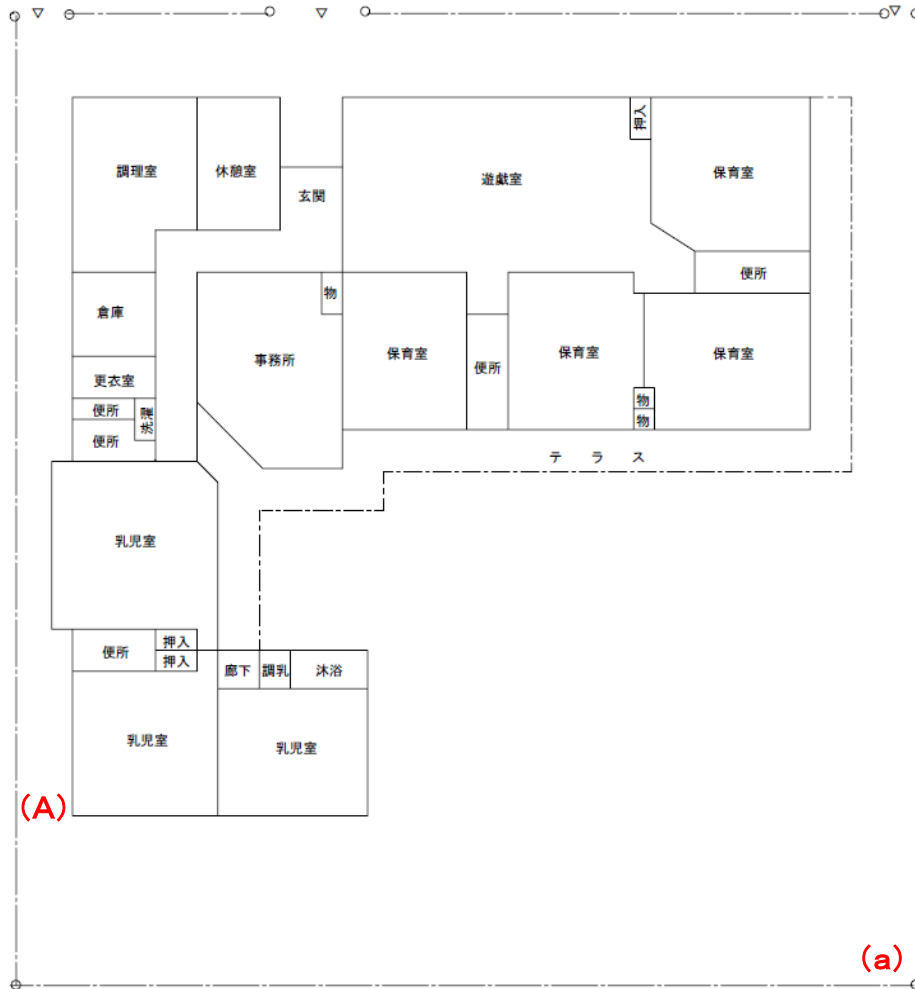 押入
調理室
休憩室
遊戯室
保育室
玄関
便所
物
倉庫
事務所
保育室
便所
保育室
保育室
更衣室
物
便所
洗濯
物
便所
テラス
乳児室
便所
押入
押入
廊下
調乳
沐浴
乳児室
乳児室
(A)
(a)